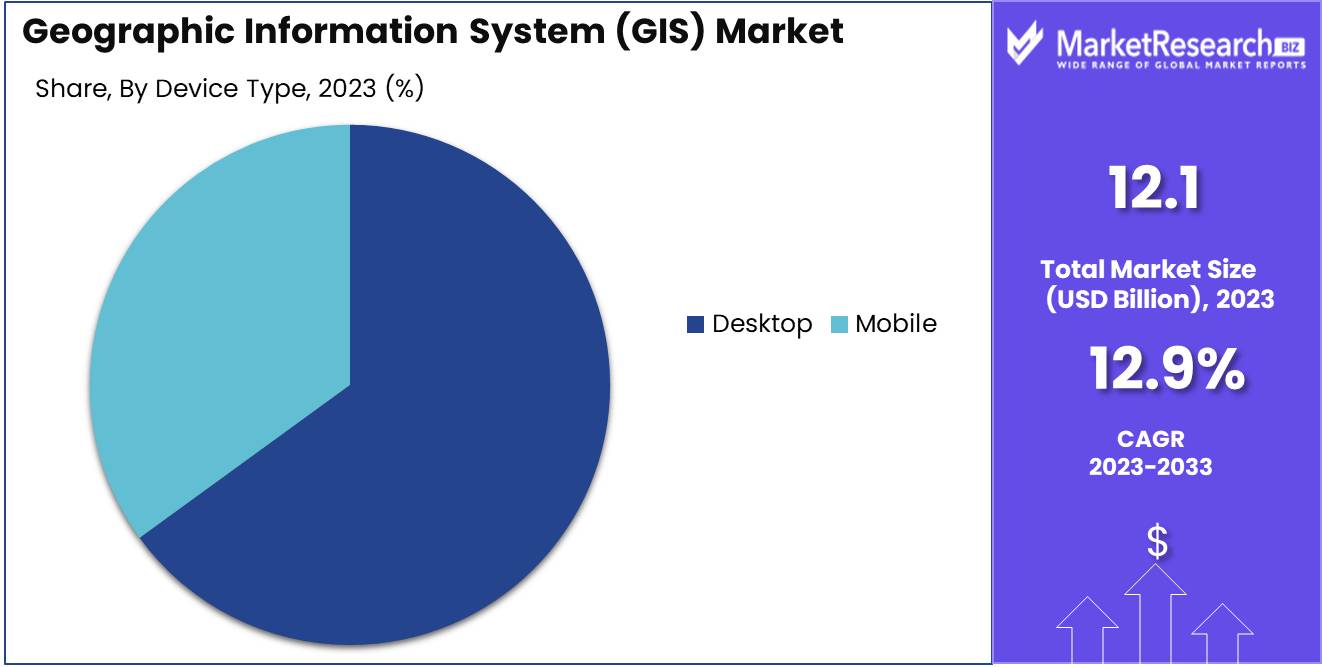 Geographic Information System (GIS) Market
Share, By Device Type, 2023 (%)
Desktop Mobile
MarketResearch BIZ
WIDE RANGE OF GLOBAL MARKET REPORTS
12.1
Total Market Size
(USD Billion), 2023
12.9%
CAGR
2023-2033
$